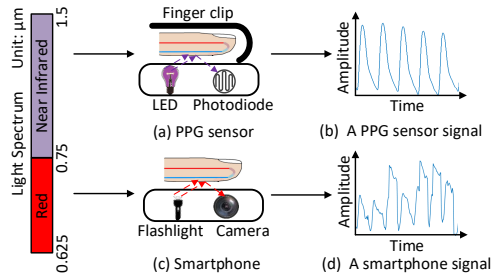 Light Spectrum Unit: µm
1.5
Near Infrared
0.75
Red
0.625
Finger clip
LED Photodiode
(a) PPG sensor
Amplitude
Time
(b) A PPG sensor signal
Flashlight Camera
(c) Smartphone
Amplitude
Time
(d) A smartphone signal